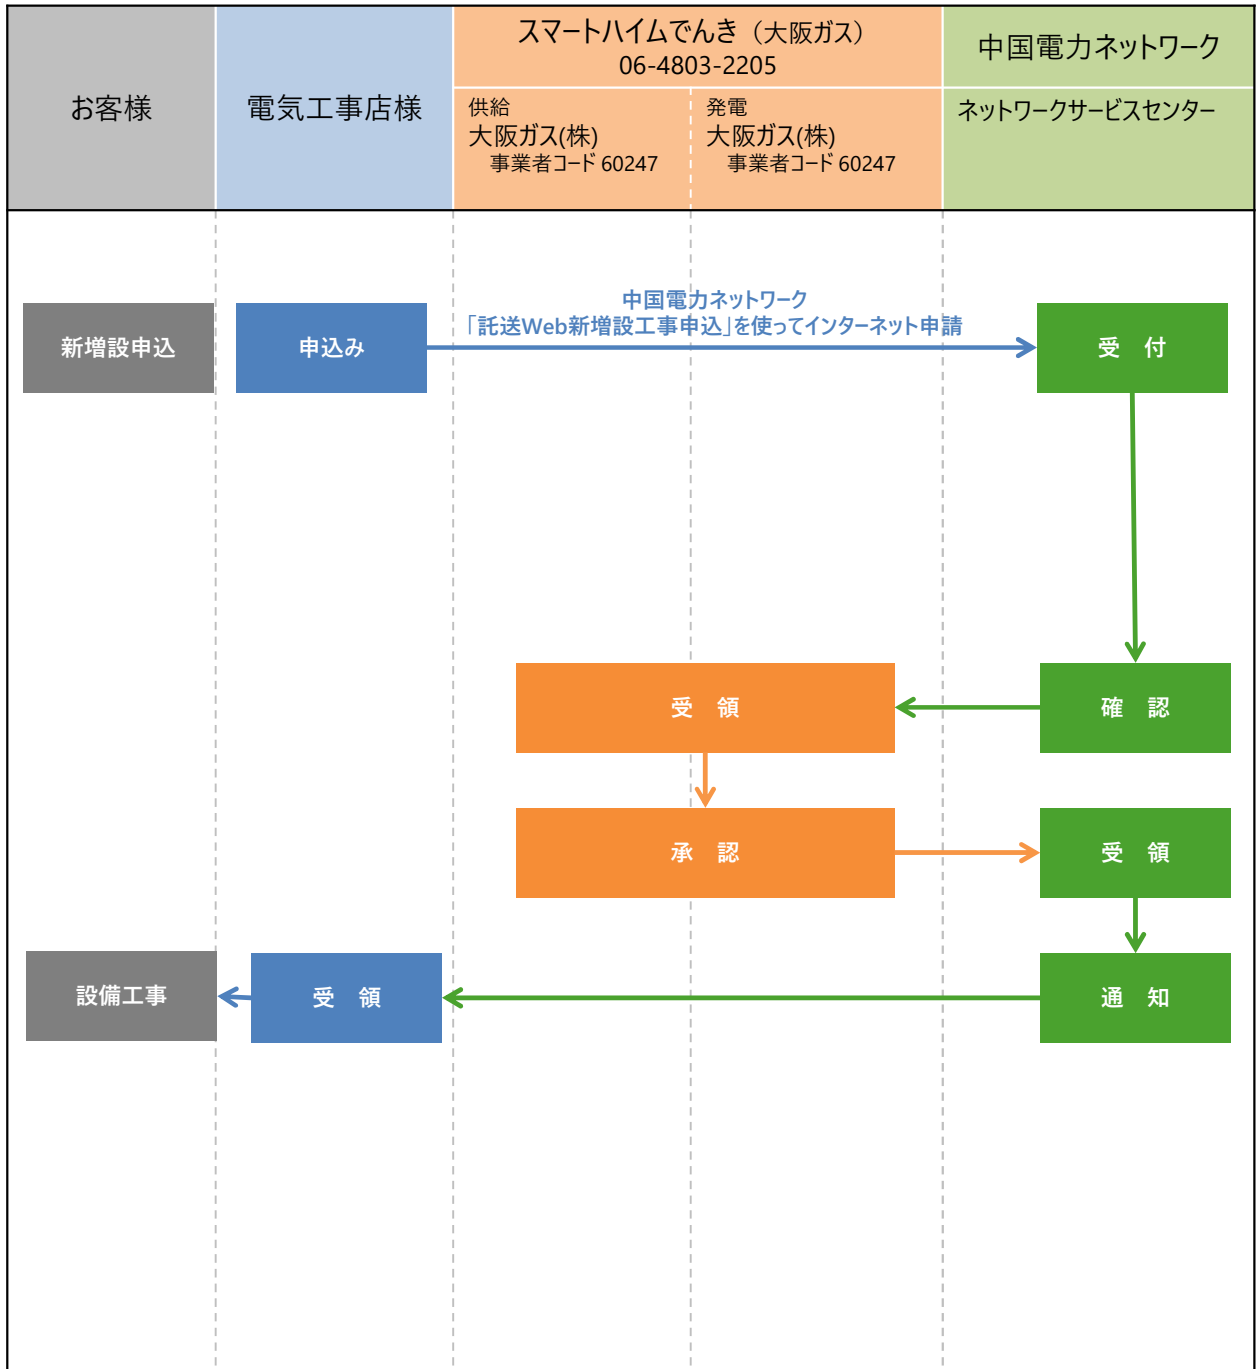 お客様
電気工事店様
スマートハイムでんき（大阪ガス）
06-4803-2205
供給
大阪ガス(株)
事業者コード 60247
発電
大阪ガス(株)
事業者コード 60247
中国電力ネットワーク
ネットワークサービスセンター
中国電力ネットワーク
「託送Web新増設工事申込」を使ってインターネット申請
新増設申込
申込み
受　付
受　領
確　認
承　認
受　領
設備工事
受　領
通　知